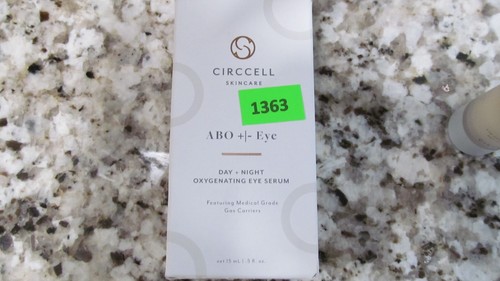 CIRCCELL
SKINCARE
1363
ABO +|- Eye
DAY + NIGHT
OXYGENATING EYE SERUM
Featuring Medical Grade
Gas Carriers